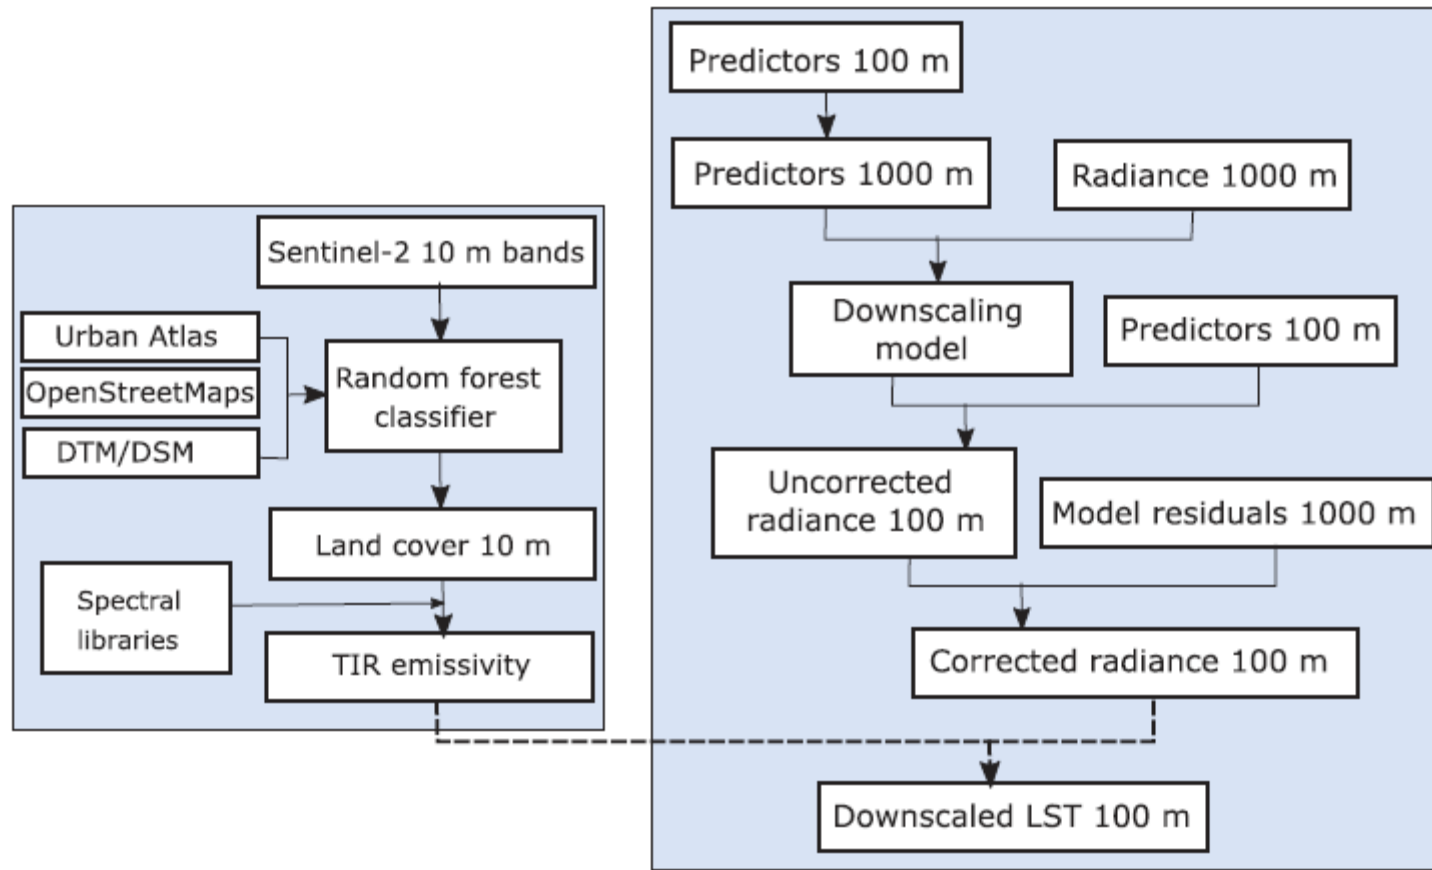 Sentinel-2 10 m bands
Urban Atlas
OpenStreetMaps
DTM/DSM
Random forest
classifier
Land cover 10 m
Spectral
libraries
TIR emissivity
Predictors 100 m
Predictors 1000 m
Radiance 1000 m
Downscaling
model
Predictors 100 m
Uncorrected
radiance 100 m
Model residuals 1000 m
Corrected radiance 100 m
Downscaled LST 100 m